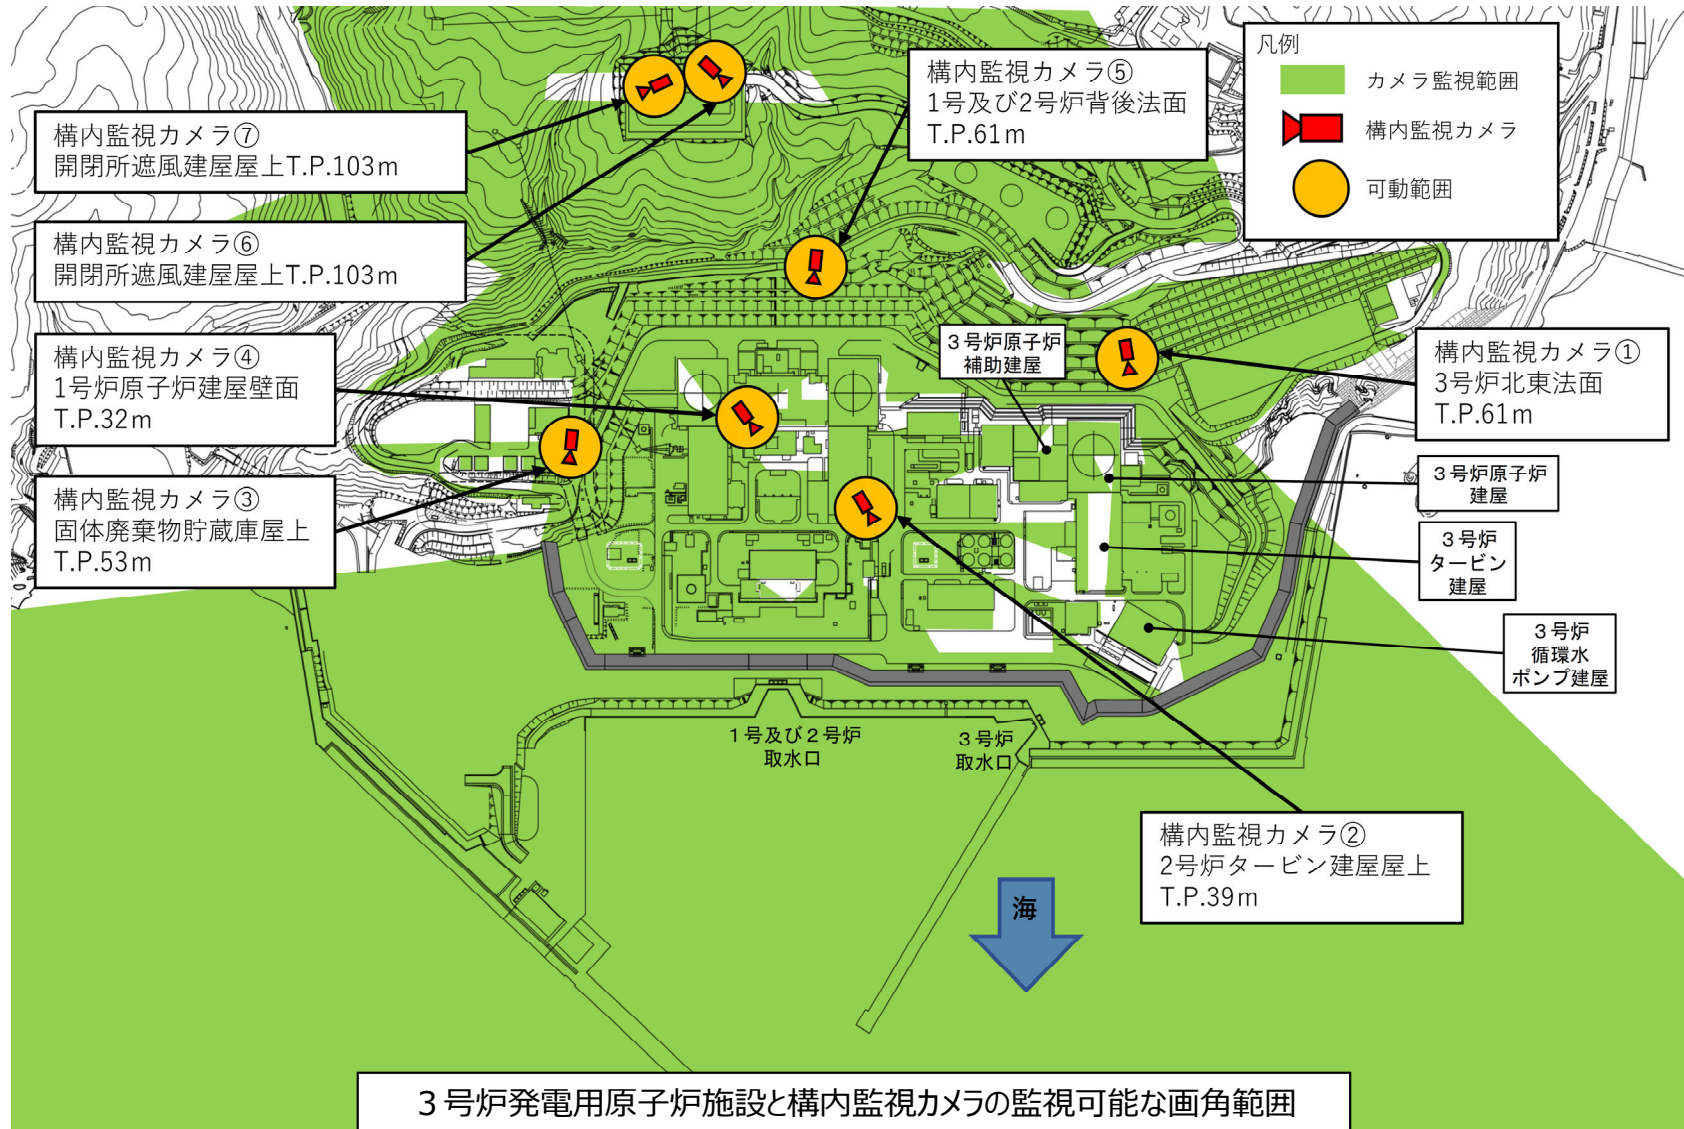 構内監視カメラ⑦
開閉所遮風建屋屋上T.P.103m
構内監視カメラ⑥
開閉所遮風建屋屋上T.P.103m
構内監視カメラ④
1号炉原子炉建屋壁面
T.P.32m
構内監視カメラ③
固体廃棄物貯蔵庫屋上
T.P.53m
構内監視カメラ⑤
1号及び2号炉背後法面
T.P.61m
凡例
カメラ監視範囲
構内監視カメラ
可動範囲
3号炉原子炉
補助建屋
構内監視カメラ①
3号炉北東法面
T.P.61m
3号炉原子炉
建屋
3号炉
タービン
建屋
3号炉
循環水
ポンプ建屋
1号及び2号炉
取水口
3号炉
取水口
構内監視カメラ②
2号炉タービン建屋屋上
T.P.39m
海
3号炉発電用原子炉施設と構内監視カメラの監視可能な画角範囲